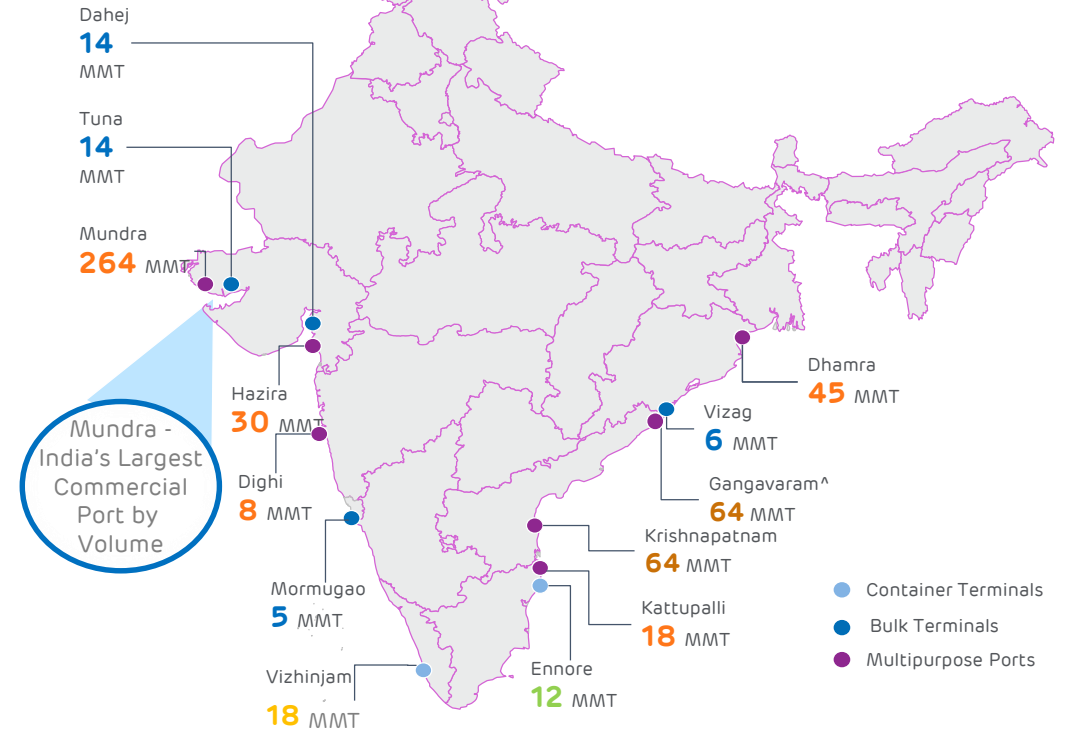 Dahej
14
MMT
Tuna
14
MMT
Mundra
264 MMT
Hazira
30 MMT
Mundra -
India's Largest
Commercial
Port by
Volume
Dighi
8 MMT
Mormugao
5 MMT
Vizhinjam
18 MMT
Dhamra
45 MMT
Vizag
6 MMT
Gangavaram^
64 MMT
Krishnapatnam
64 MMT
Kattupalli
18 MMT
Ennore
12 MMT
Container Terminals
Bulk Terminals
Multipurpose Ports